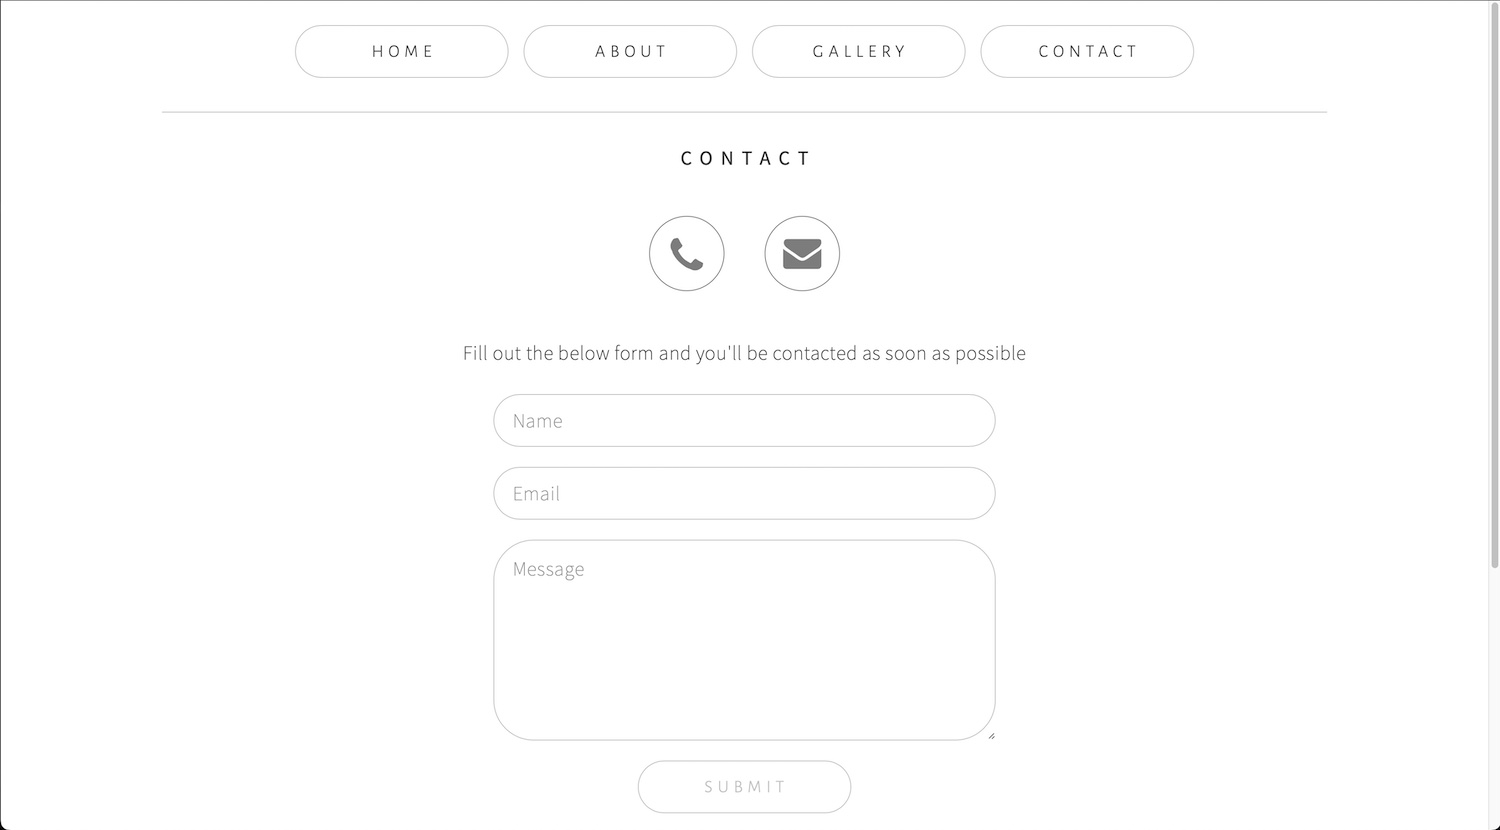 HOME ABOUT GALLERY CONTACT
CONTACT
Fill out the below form and you'll be contacted as soon as possible
Name
Email
Message
SUBMIT